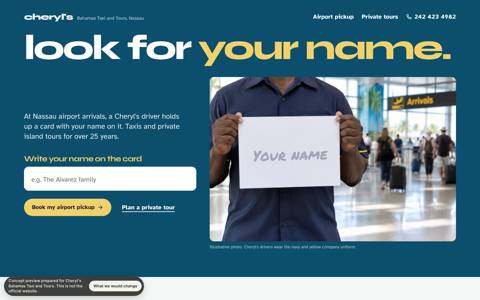 cheryl's Bahamas Taxi and Tours, Nassau
Airport pickup Private tours 242 423 4982
look for your name.
At Nassau airport arrivals, a Cheryl's driver holds
up a card with your name on it. Taxis and private
island tours for over 25 years.
Write your name on the card
e.g. The Alvarez family
Book my airport pickup → Plan a private tour
YOUR NAME
Arrivals
Illustrative photo. Cheryl's drivers wear the navy and yellow company uniform.
Concept preview prepared for Cheryl's
Bahamas Taxi and Tours. This is not the
official website.
What we would change